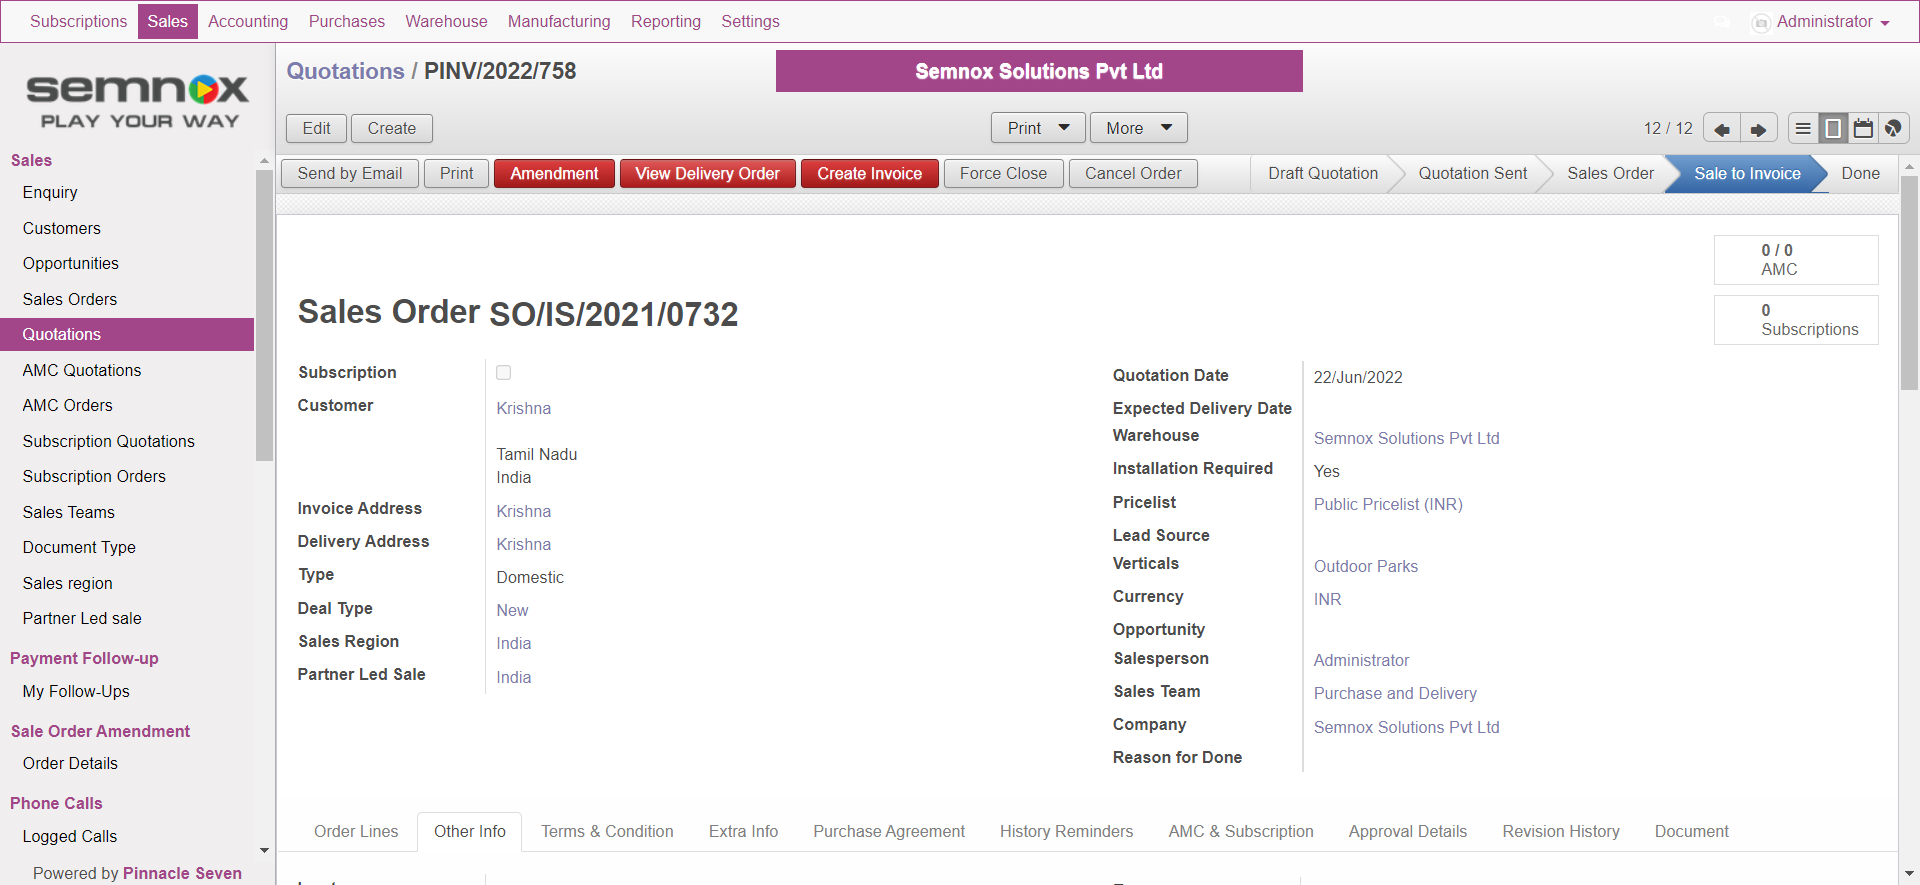 Subscriptions Sales Accounting Purchases Warehouse Manufacturing Reporting Settings Administrator
semnox
PLAY YOUR WAY
Quotations / PINV/2022/758
Semnox Solutions Pvt Ltd
Edit Create Print More 12 / 12
Send by Email Print Amendment View Delivery Order Create Invoice Force Close Cancel Order Draft Quotation Quotation Sent Sales Order Sale to Invoice Done
Sales
Enquiry
Customers
Opportunities
Sales Orders
Quotations
AMC Quotations
AMC Orders
Subscription Quotations
Subscription Orders
Sales Teams
Document Type
Sales region
Partner Led sale
Payment Follow-up
My Follow-Ups
Sale Order Amendment
Order Details
Phone Calls
Logged Calls
Powered by Pinnacle Seven
0 / 0
AMC
0
Subscriptions
Sales Order SO/IS/2021/0732
Subscription
Customer Krishna
Tamil Nadu
India
Invoice Address Krishna
Delivery Address Krishna
Type Domestic
Deal Type New
Sales Region India
Partner Led Sale India
Quotation Date 22/Jun/2022
Expected Delivery Date
Warehouse Semnox Solutions Pvt Ltd
Installation Required Yes
Pricelist Public Pricelist (INR)
Lead Source
Verticals Outdoor Parks
Currency INR
Opportunity
Salesperson Administrator
Sales Team Purchase and Delivery
Company Semnox Solutions Pvt Ltd
Reason for Done
Order Lines Other Info Terms & Condition Extra Info Purchase Agreement History Reminders AMC & Subscription Approval Details Revision History Document